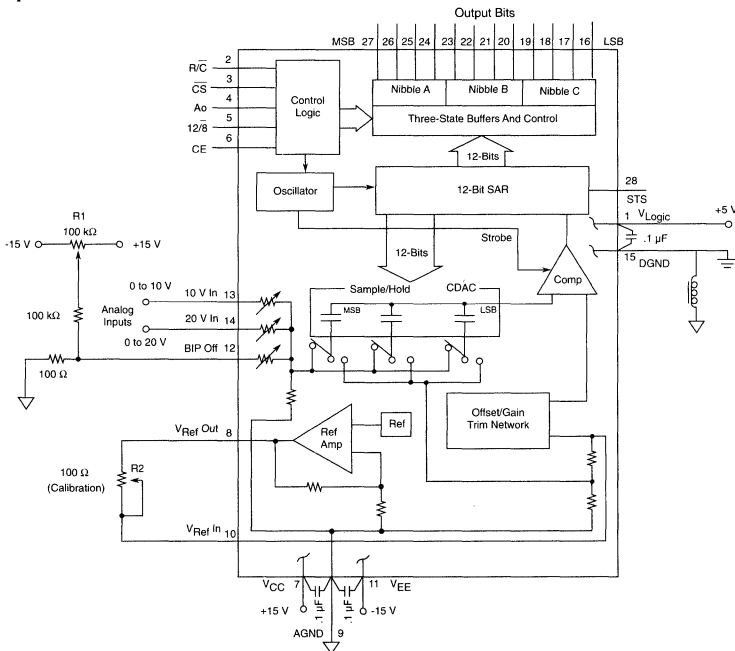 Output Bits
MSB 27 26 25 24 23 22 21 20 19 18 17 16 LSB
2
R/C̅
3
C̅S̅
4
Ao
5
12/8̅
6
CE
Control Logic
Nibble A Nibble B Nibble C
Three-State Buffers And Control
12-Bits
Oscillator
12-Bit SAR
28
STS
1 VLogic
+5 V
.1 µF
15 DGND
R1
100 kΩ
-15 V
+15 V
12-Bits
Strobe
Comp
Sample/Hold CDAC
MSB
LSB
0 to 10 V
10 V In 13
Analog Inputs
20 V In 14
0 to 20 V
100 kΩ
BIP Off 12
100 Ω
VRef Out 8
Ref Amp
Ref
Offset/Gain Trim Network
100 Ω (Calibration)
R2
VRef In 10
VCC 7
11 VEE
+15 V
.1 µF
.1 µF
-15 V
AGND 9